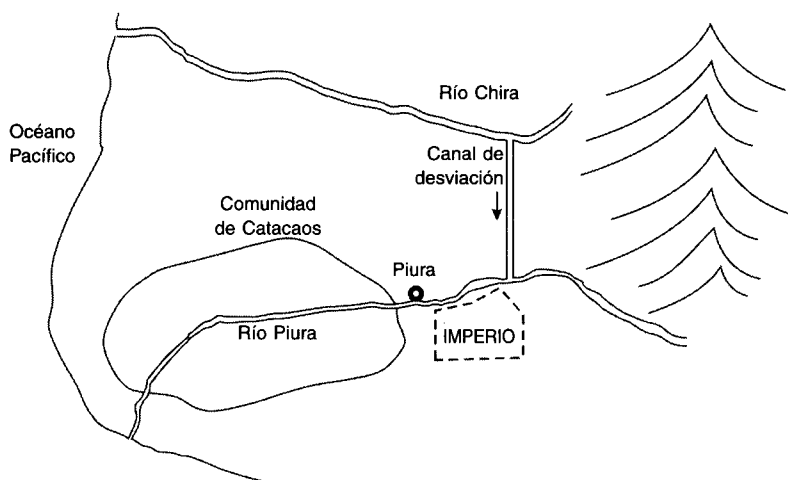 Río Chira
Océano
Pacífico
Canal de
desviación
Comunidad
de Catacaos
Piura
Río Piura
IMPERIO